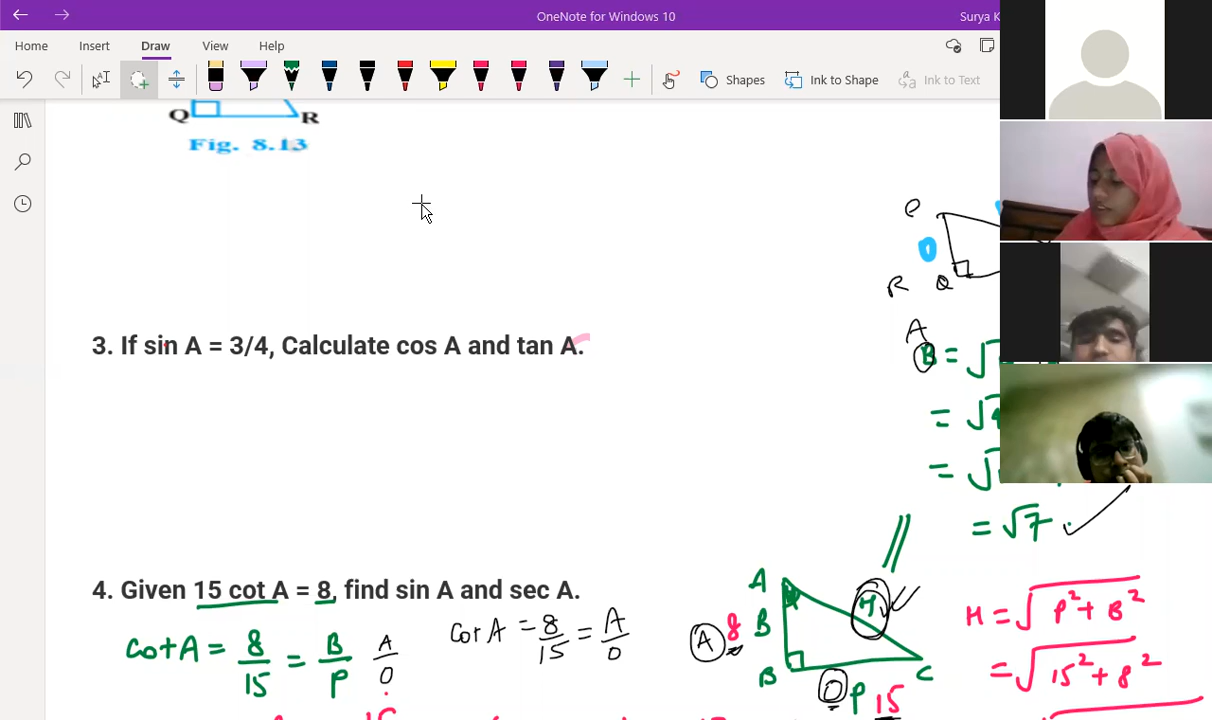 OneNote for Windows 10
Surya K
Home Insert Draw View Help
Shapes Ink to Shape Ink to Text
Q R
Fig. 8.13
P
R Q
3. If sin A = 3/4, Calculate cos A and tan A.
A
B = √
= √
= √
= √7
4. Given 15 cot A = 8, find sin A and sec A.
cot A = 8/15 = B/P A/O
cot A = 8/15 = A/O
A H
A 8 B
B O P 15 C
H = √P² + B²
= √15² + 8²